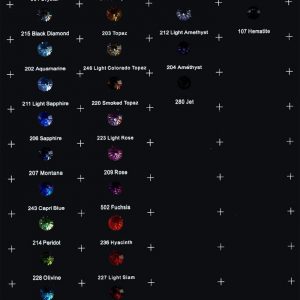 215 Black Diamond
203 Topaz
212 Light Amethyst
107 Hematite
202 Aquamarine
246 Light Colorado Topaz
204 Amethyst
211 Light Sapphire
220 Smoked Topaz
280 Jet
206 Sapphire
223 Light Rose
207 Montana
209 Rose
243 Capri Blue
502 Fuchsia
214 Peridot
236 Hyacinth
228 Olivine
227 Light Siam